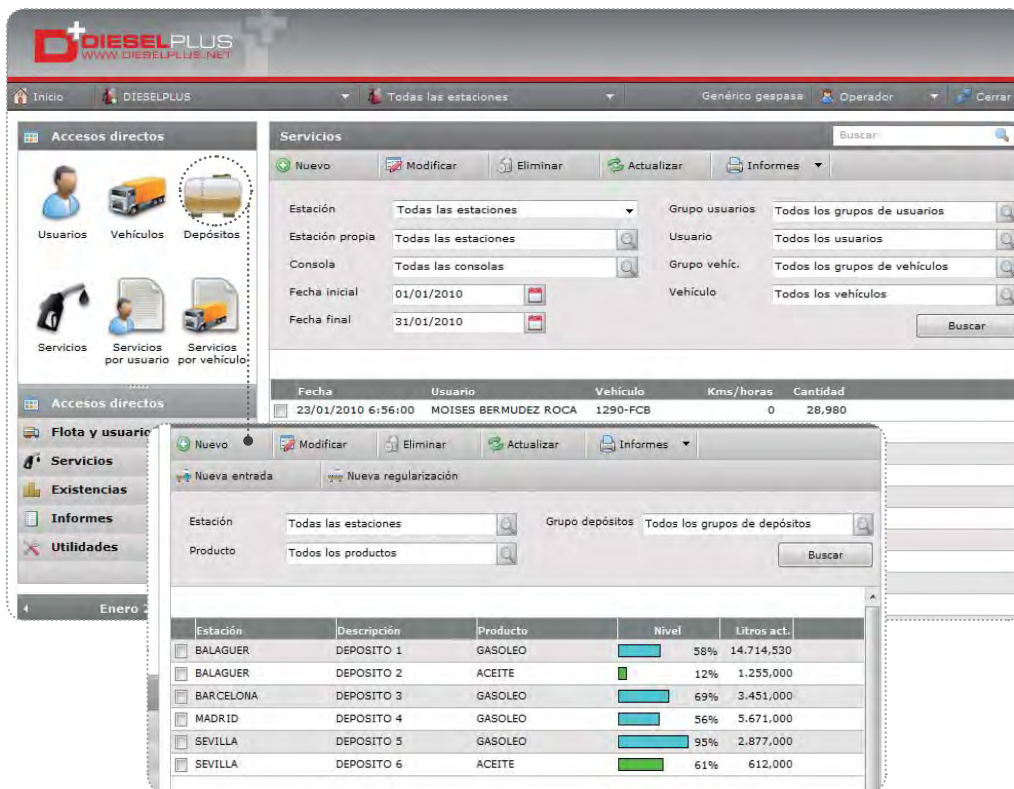 DIESELPLUS
WWW.DIESELPLUS.NET
Inicio DIESELPLUS Todas las estaciones Genérico gespasa Operador Cerrar
Accesos directos
Usuarios Vehículos Depósitos
Servicios Servicios por usuario Servicios por vehículo
Accesos directos
Flota y usuario
Servicios
Existencias
Informes
Utilidades
Enero 2
Servicios Buscar
Nuevo Modificar Eliminar Actualizar Informes
Estación Todas las estaciones Grupo usuarios Todos los grupos de usuarios
Estación propia Todas las estaciones Usuario Todos los usuarios
Consola Todas las consolas Grupo vehíc. Todos los grupos de vehículos
Fecha inicial 01/01/2010 Vehículo Todos los vehículos
Fecha final 31/01/2010 Buscar
Fecha Usuario Vehículo Kms/horas Cantidad
23/01/2010 6:56:00 MOISES BERMUDEZ ROCA 1290-FCB 0 28,980
Nuevo Modificar Eliminar Actualizar Informes
Nueva entrada Nueva regularización
Estación Todas las estaciones Grupo depósitos Todos los grupos de depósitos
Producto Todos los productos Buscar
Estación Descripción Producto Nivel Litros act.
BALAGUER DEPOSITO 1 GASOLEO 58% 14.714,530
BALAGUER DEPOSITO 2 ACEITE 12% 1.255,000
BARCELONA DEPOSITO 3 GASOLEO 69% 3.451,000
MADRID DEPOSITO 4 GASOLEO 56% 5.671,000
SEVILLA DEPOSITO 5 GASOLEO 95% 2.877,000
SEVILLA DEPOSITO 6 ACEITE 61% 612,000